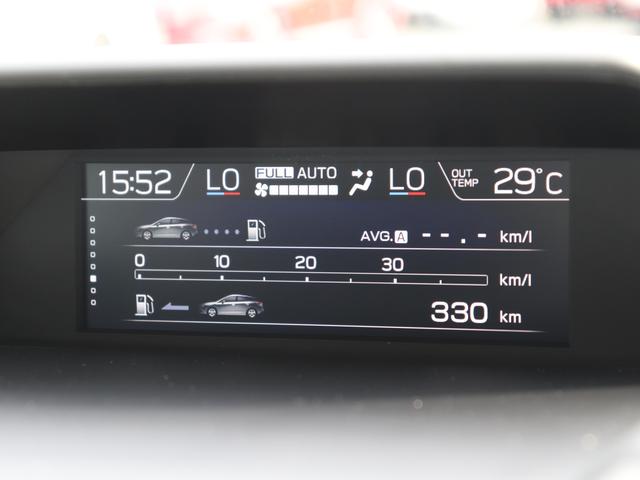 15:52 LO FULL AUTO LO OUT TEMP 29°C
AVG. A --.- km/l
0 10 20 30 km/l
330 km